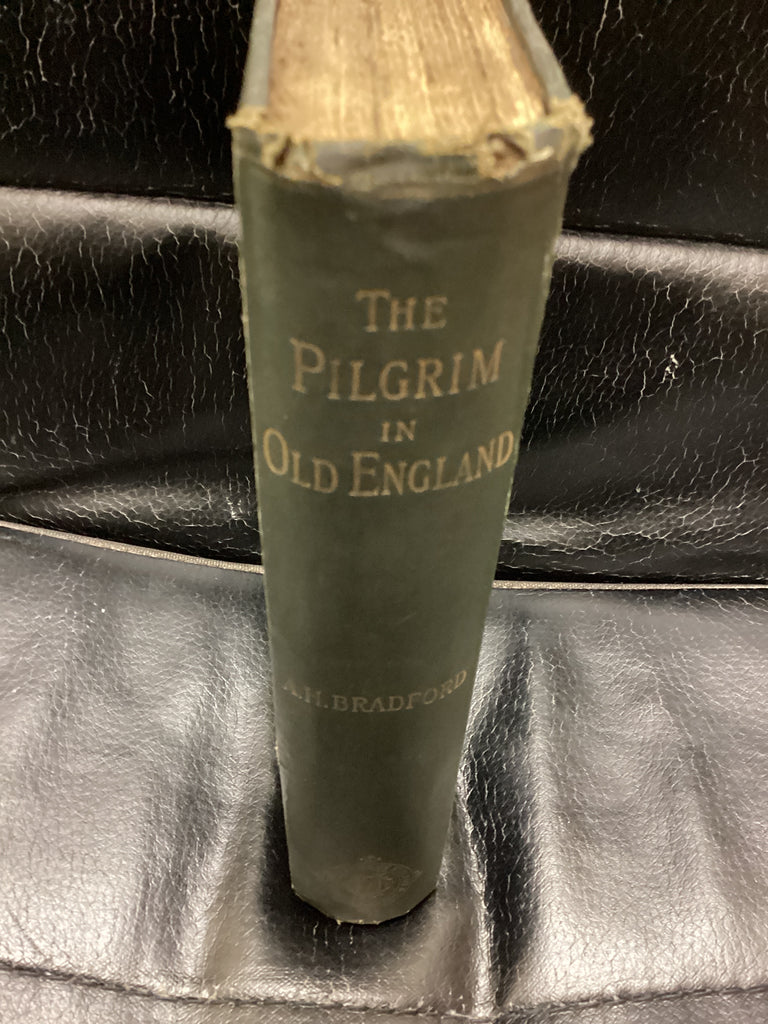 THE
PILGRIM
IN
OLD ENGLAND
A.H. BRADFORD